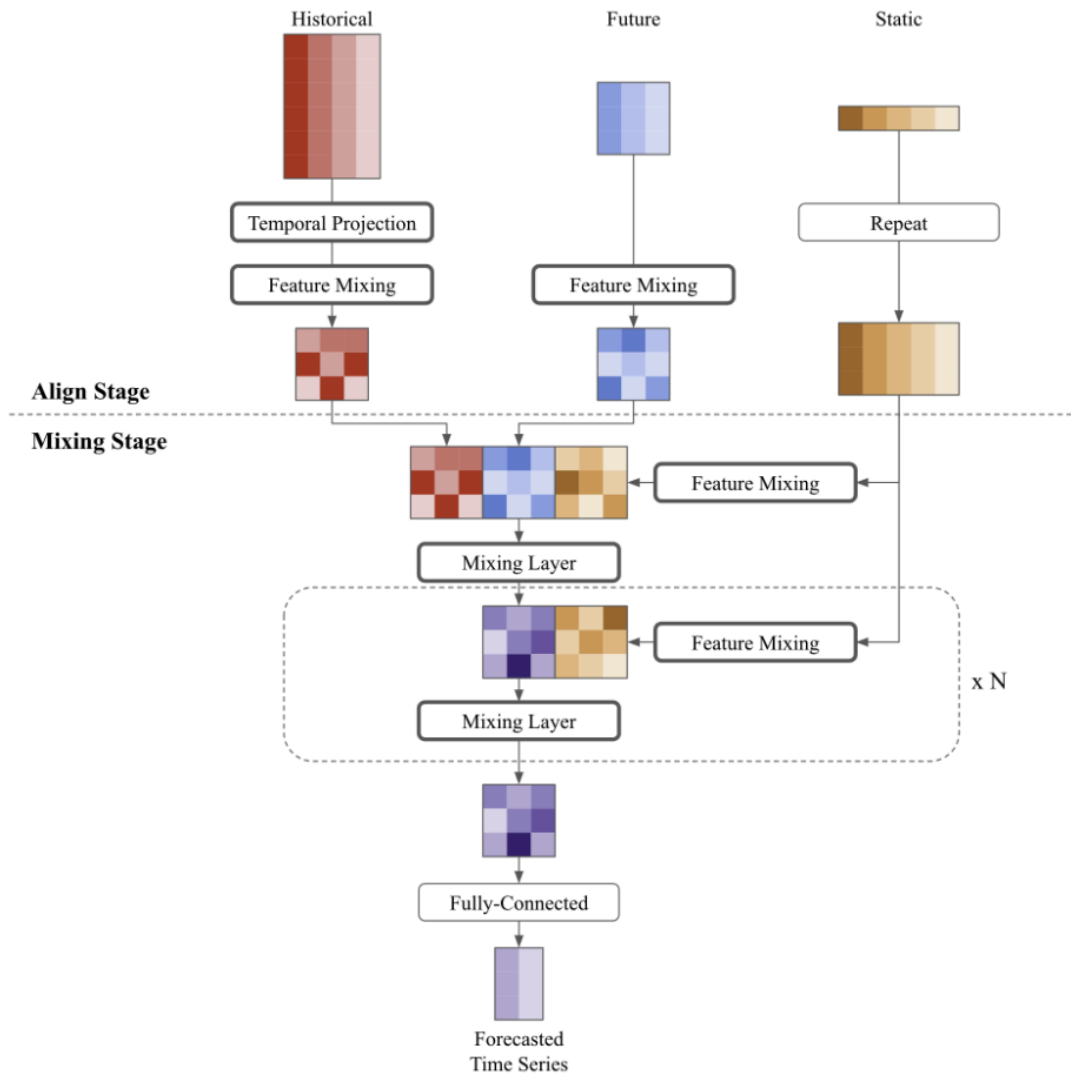 Historical
Future
Static
Temporal Projection
Repeat
Feature Mixing
Feature Mixing
Align Stage
Mixing Stage
Feature Mixing
Mixing Layer
Feature Mixing
x N
Mixing Layer
Fully-Connected
Forecasted
Time Series